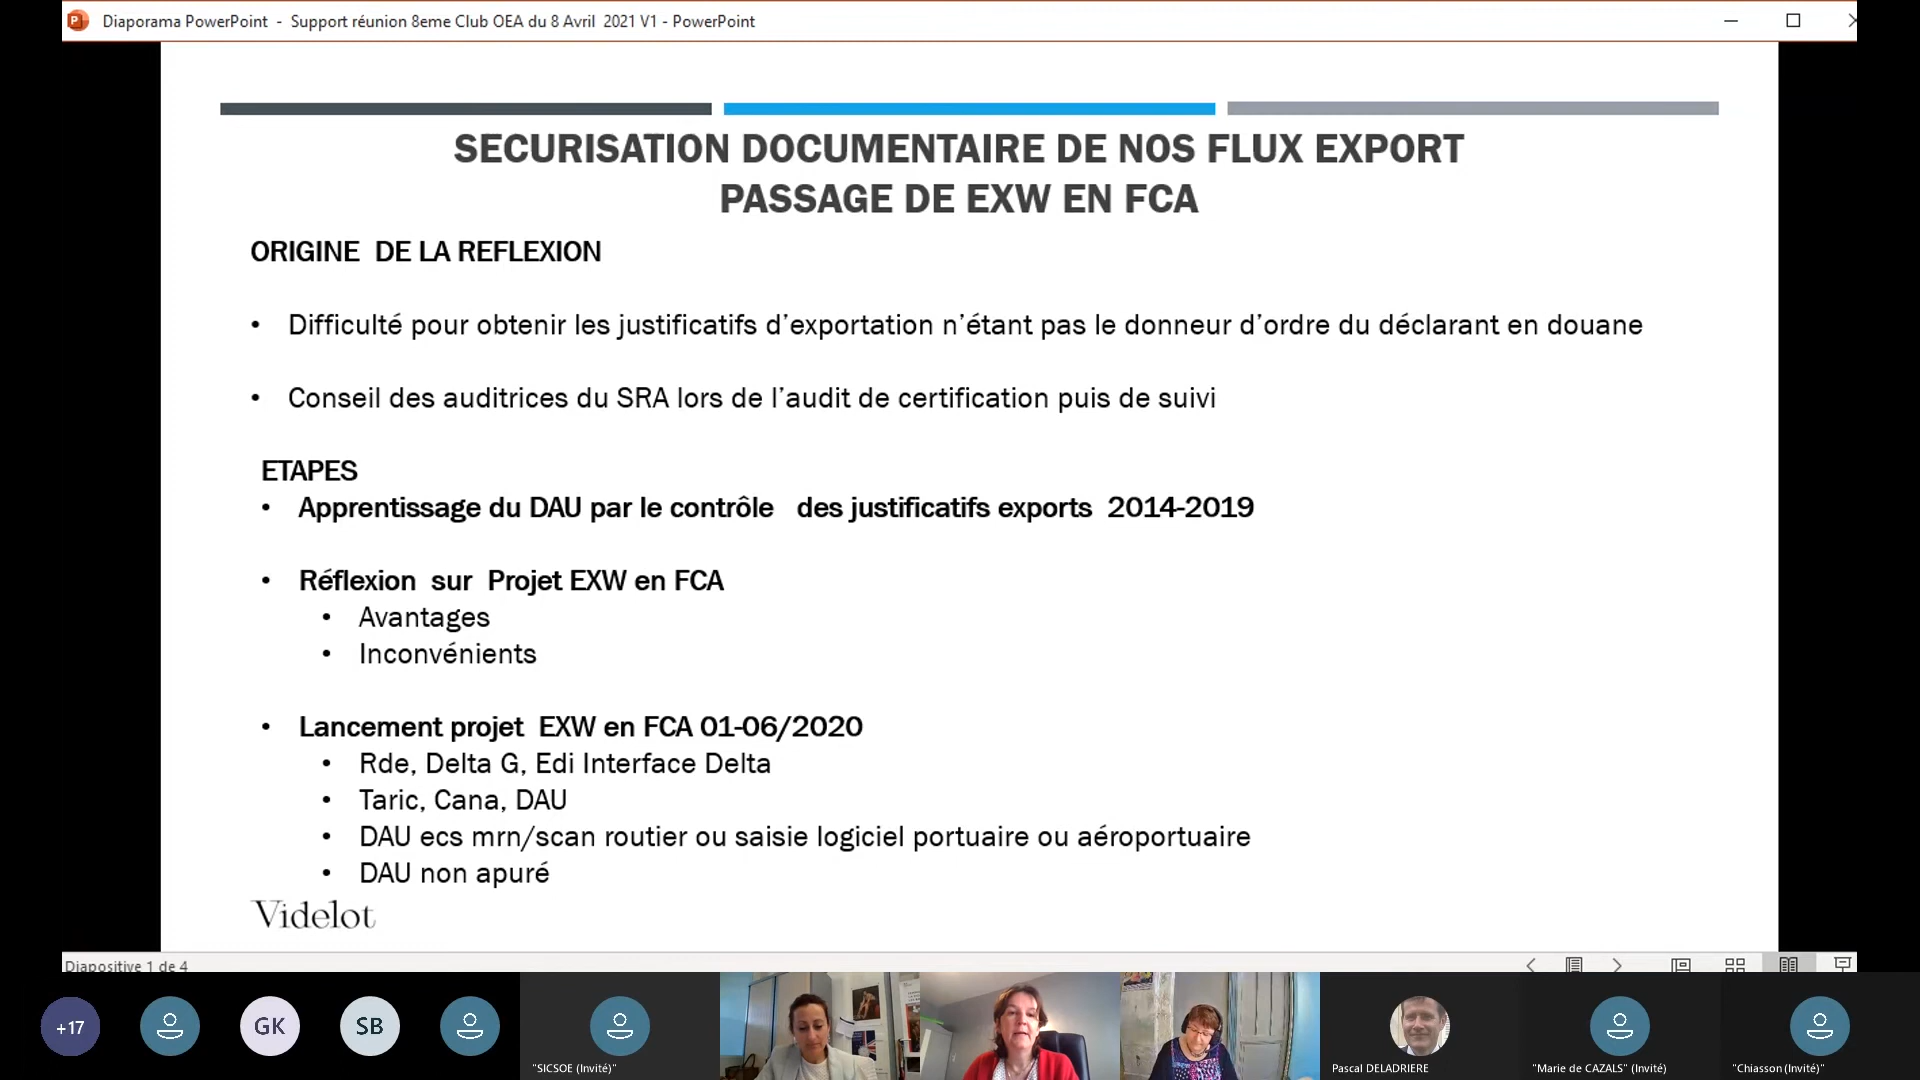 Diaporama PowerPoint - Support réunion 8eme Club OEA du 8 Avril 2021 V1 - PowerPoint
SECURISATION DOCUMENTAIRE DE NOS FLUX EXPORT
PASSAGE DE EXW EN FCA
ORIGINE DE LA REFLEXION
• Difficulté pour obtenir les justificatifs d’exportation n’étant pas le donneur d’ordre du déclarant en douane
• Conseil des auditrices du SRA lors de l’audit de certification puis de suivi
ETAPES
• Apprentissage du DAU par le contrôle des justificatifs exports 2014-2019
• Réflexion sur Projet EXW en FCA
• Avantages
• Inconvénients
• Lancement projet EXW en FCA 01-06/2020
• Rde, Delta G, Edi Interface Delta
• Taric, Cana, DAU
• DAU ecs mrn/scan routier ou saisie logiciel portuaire ou aéroportuaire
• DAU non apuré
Videlot
Diapositive 1 de 4
+17
GK
SB
"SICSOE (Invité)"
Pascal DELADRIERE
"Marie de CAZALS" (Invité)
"Chiasson (Invité)"